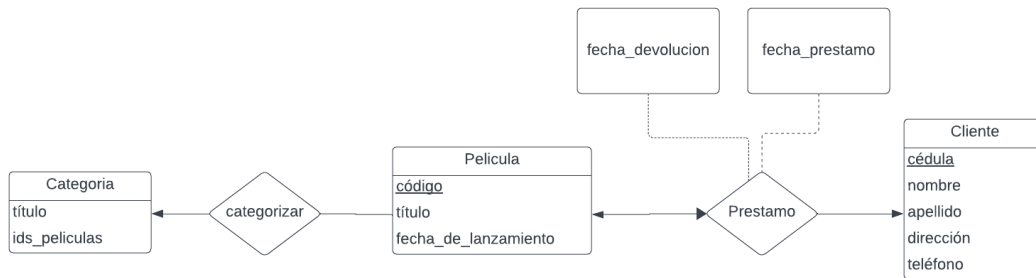 fecha_devolucion
fecha_prestamo
Categoria
título
ids_peliculas
categorizar
Pelicula
código
título
fecha_de_lanzamiento
Prestamo
Cliente
cédula
nombre
apellido
dirección
teléfono